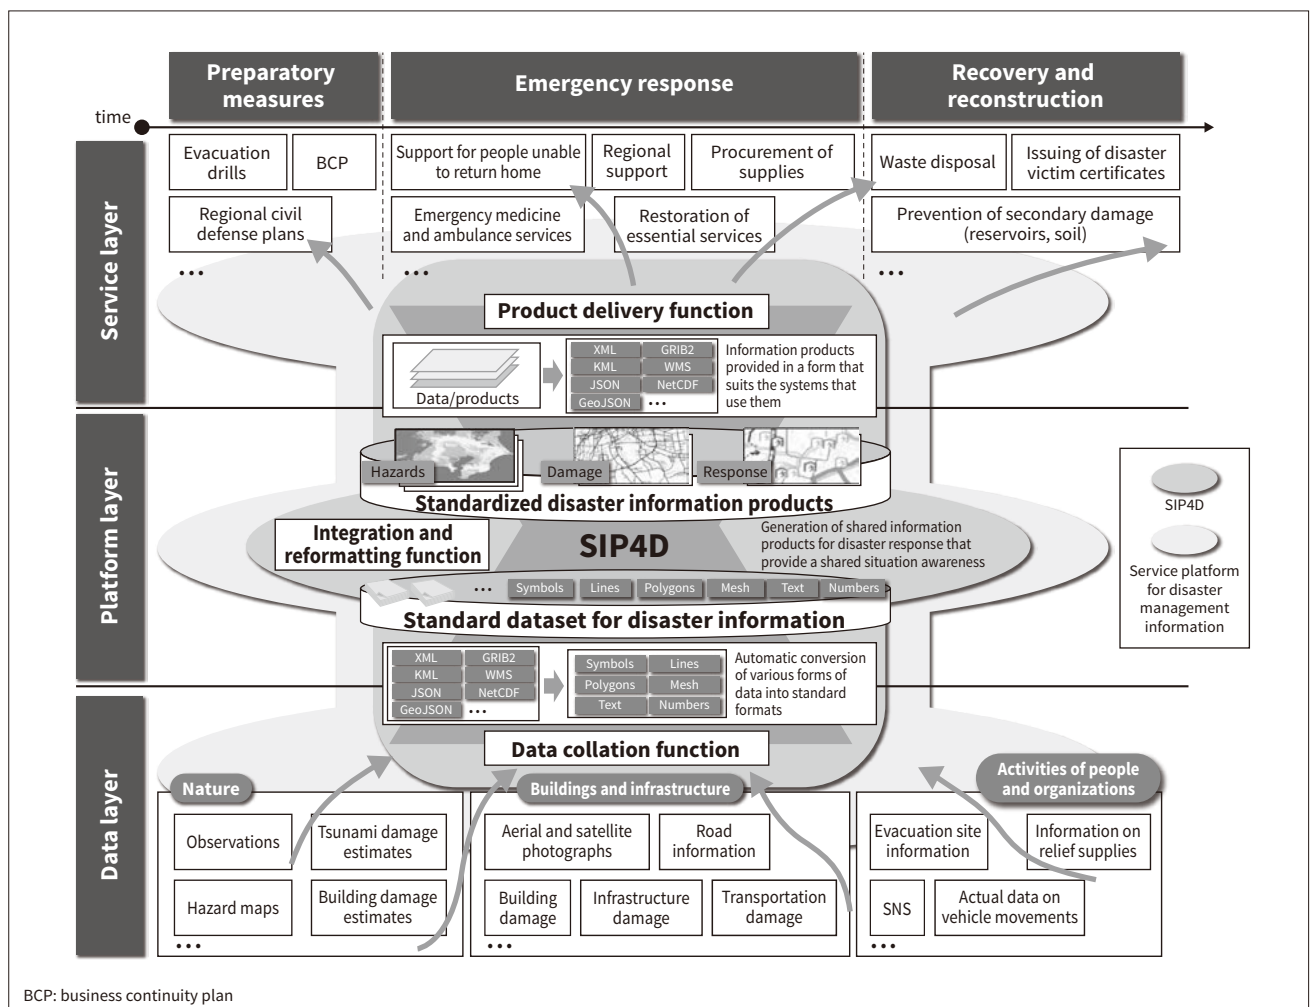 Preparatory
measures
Emergency response
Recovery and
reconstruction
time
Service layer
Evacuation
drills
BCP
Regional civil
defense plans
...
Support for people unable
to return home
Regional
support
Procurement of
supplies
Emergency medicine
and ambulance services
Restoration of
essential services
...
Waste disposal
Issuing of disaster
victim certificates
Prevention of secondary damage
(reservoirs, soil)
...
Product delivery function
Data/products
XML
GRIB2
KML
WMS
JSON
NetCDF
GeoJSON
...
Information products
provided in a form that
suits the systems that
use them
Platform layer
Hazards
Damage
Response
Standardized disaster information products
Integration and
reformatting function
SIP4D
Generation of shared information
products for disaster response that
provide a shared situation awareness
...
Symbols
Lines
Polygons
Mesh
Text
Numbers
Standard dataset for disaster information
XML
GRIB2
KML
WMS
JSON
NetCDF
GeoJSON
...
Symbols
Lines
Polygons
Mesh
Text
Numbers
Automatic conversion
of various forms of
data into standard
formats
Data collation function
SIP4D
Service platform
for disaster
management
information
Data layer
Nature
Observations
Tsunami damage
estimates
Hazard maps
Building damage
estimates
...
Buildings and infrastructure
Aerial and satellite
photographs
Road
information
Building
damage
Infrastructure
damage
Transportation
damage
...
Activities of people
and organizations
Evacuation site
information
Information on
relief supplies
SNS
Actual data on
vehicle movements
...
BCP: business continuity plan